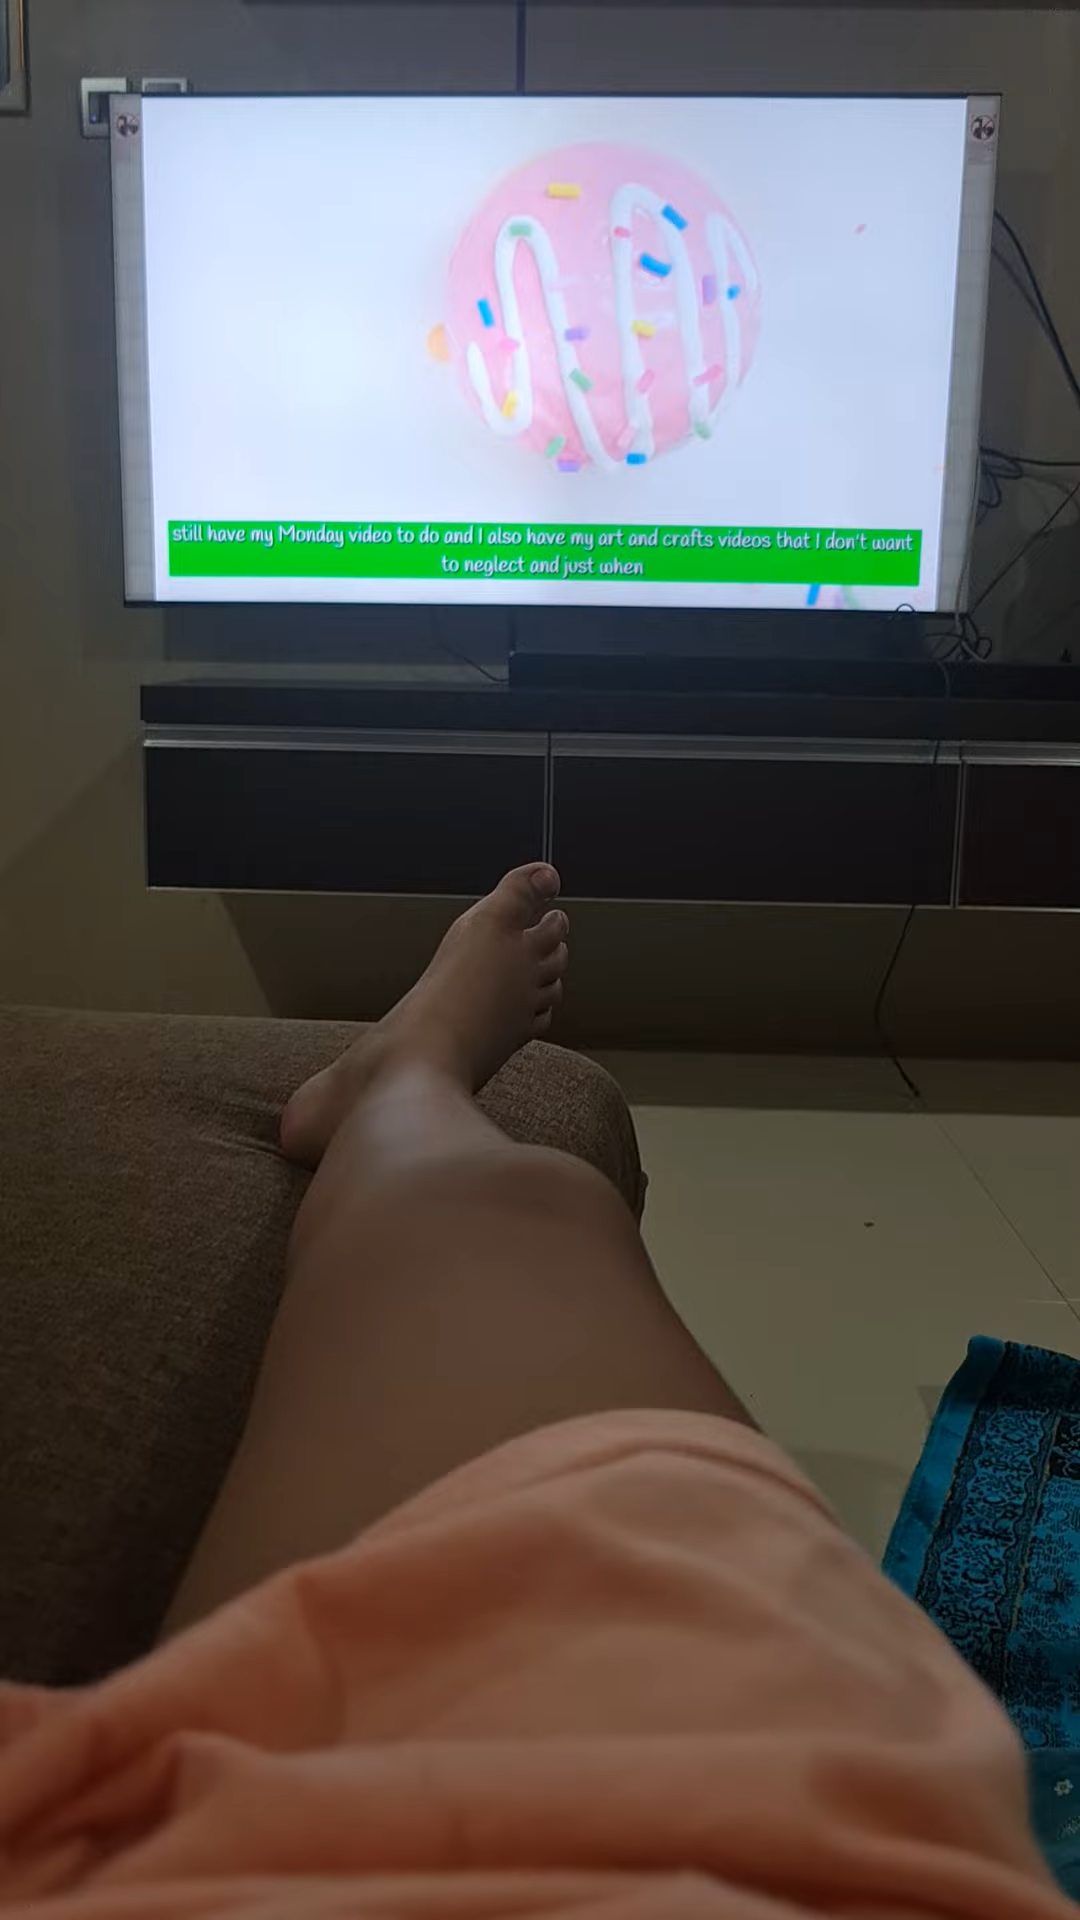 still have my Monday video to do and I also have my art and crafts videos that I don't want
to neglect and just when